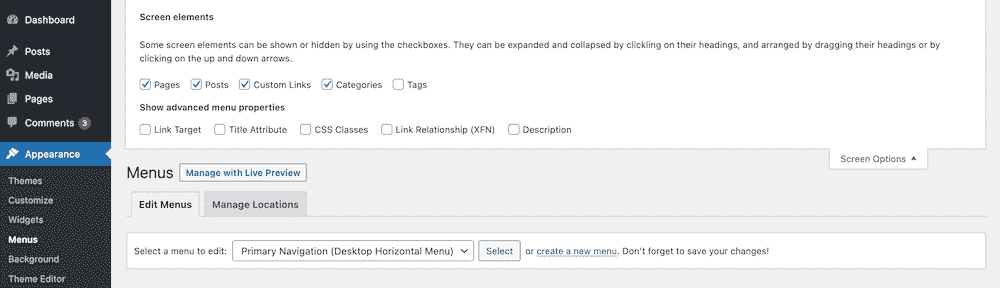 Dashboard
Posts
Media
Pages
Comments 3
Appearance
Themes
Customize
Widgets
Menus
Background
Theme Editor
Screen elements
Some screen elements can be shown or hidden by using the checkboxes. They can be expanded and collapsed by clickling on their headings, and arranged by dragging their headings or by
clicking on the up and down arrows.
Pages Posts Custom Links Categories Tags
Show advanced menu properties
Link Target Title Attribute CSS Classes Link Relationship (XFN) Description
Screen Options
Menus Manage with Live Preview
Edit Menus Manage Locations
Select a menu to edit: Primary Navigation (Desktop Horizontal Menu) Select or create a new menu. Don't forget to save your changes!